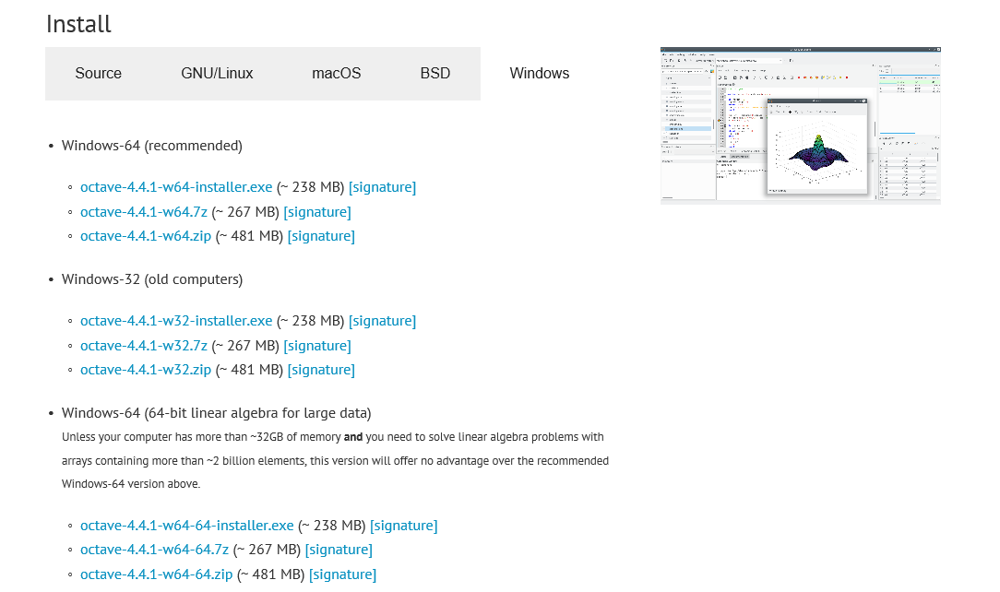 Install
Source GNU/Linux macOS BSD Windows
• Windows-64 (recommended)
◦ octave-4.4.1-w64-installer.exe (~ 238 MB) [signature]
◦ octave-4.4.1-w64.7z (~ 267 MB) [signature]
◦ octave-4.4.1-w64.zip (~ 481 MB) [signature]
• Windows-32 (old computers)
◦ octave-4.4.1-w32-installer.exe (~ 238 MB) [signature]
◦ octave-4.4.1-w32.7z (~ 267 MB) [signature]
◦ octave-4.4.1-w32.zip (~ 481 MB) [signature]
• Windows-64 (64-bit linear algebra for large data)
Unless your computer has more than ~32GB of memory and you need to solve linear algebra problems with
arrays containing more than ~2 billion elements, this version will offer no advantage over the recommended
Windows-64 version above.
◦ octave-4.4.1-w64-64-installer.exe (~ 238 MB) [signature]
◦ octave-4.4.1-w64-64.7z (~ 267 MB) [signature]
◦ octave-4.4.1-w64-64.zip (~ 481 MB) [signature]